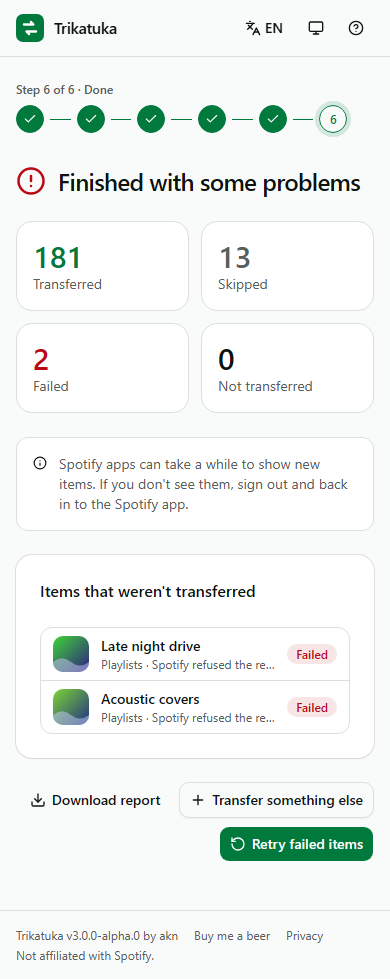 Trikatuka
EN
Step 6 of 6 · Done
6
Finished with some problems
181
Transferred
13
Skipped
2
Failed
0
Not transferred
Spotify apps can take a while to show new
items. If you don't see them, sign out and back
in to the Spotify app.
Items that weren't transferred
Late night drive
Playlists · Spotify refused the re...
Failed
Acoustic covers
Playlists · Spotify refused the re...
Failed
Download report
Transfer something else
Retry failed items
Trikatuka v3.0.0-alpha.0 by akn Buy me a beer Privacy
Not affiliated with Spotify.